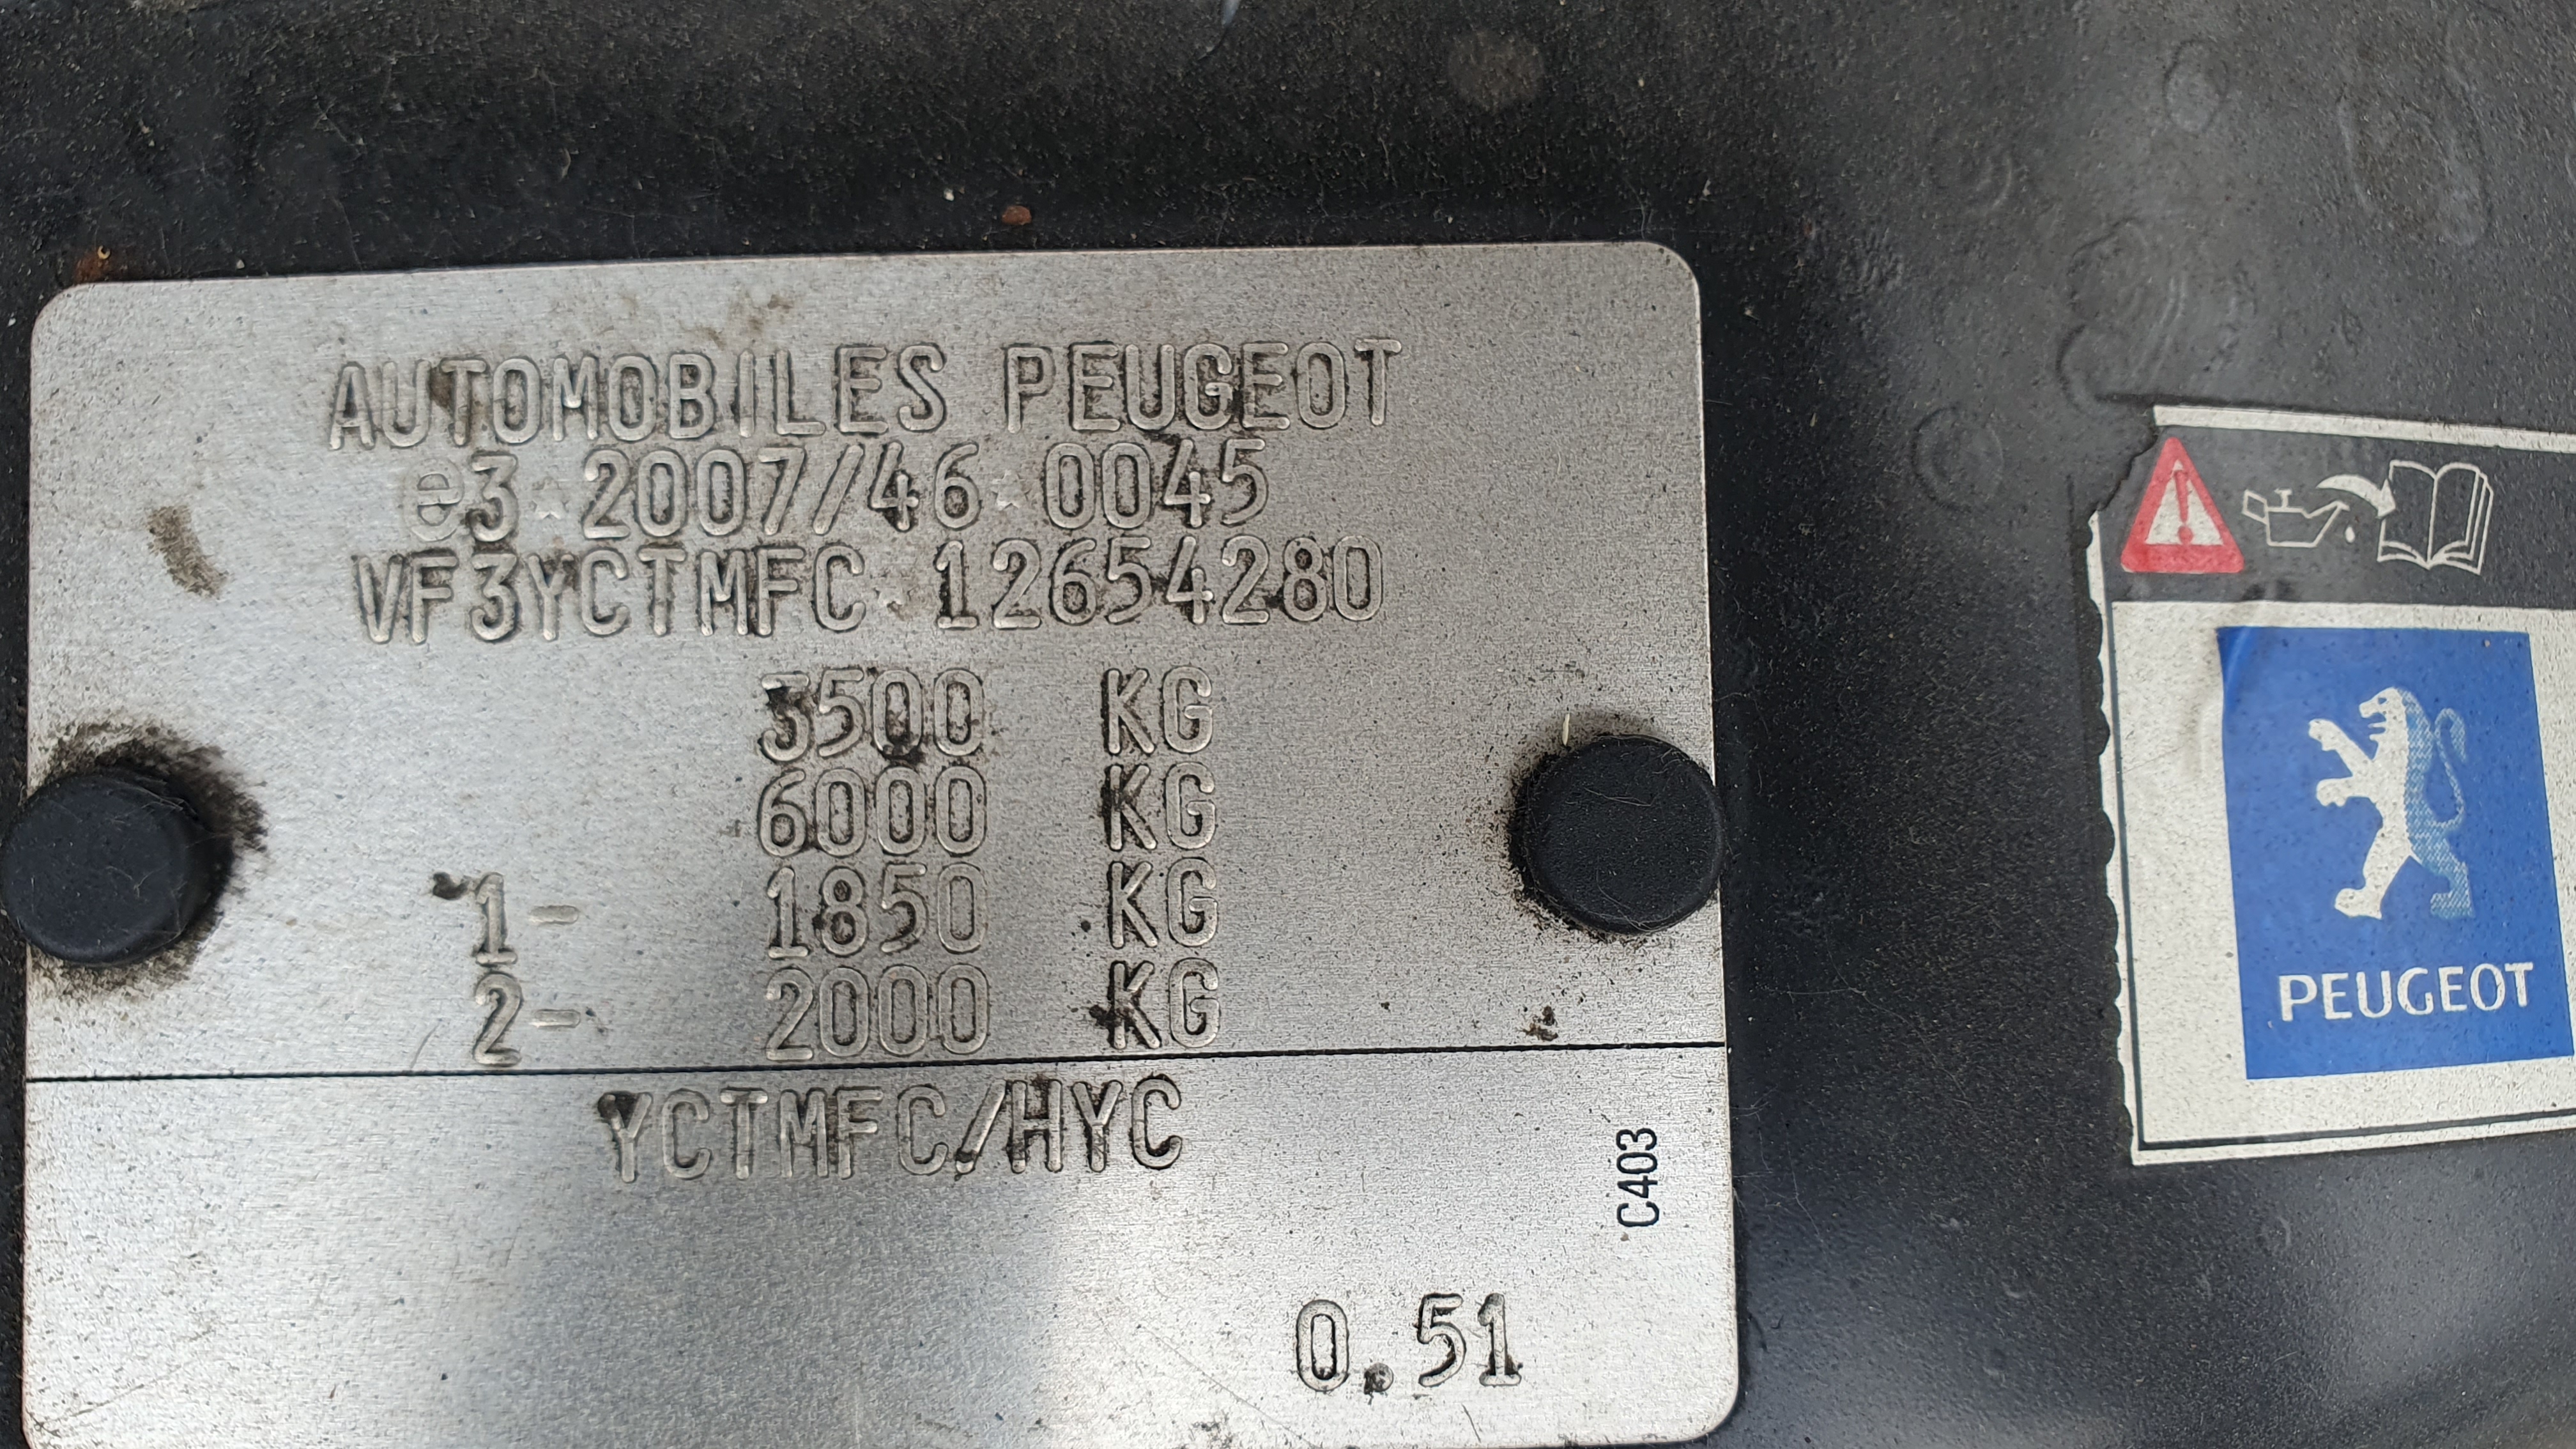 AUTOMOBILES PEUGEOT
e3*2007/46*0045
VF3YCTMFC*12654280
3500 KG
6000 KG
1- 1850 KG
2- 2000 KG
YCTMFC/HYC
C403
0.51
PEUGEOT